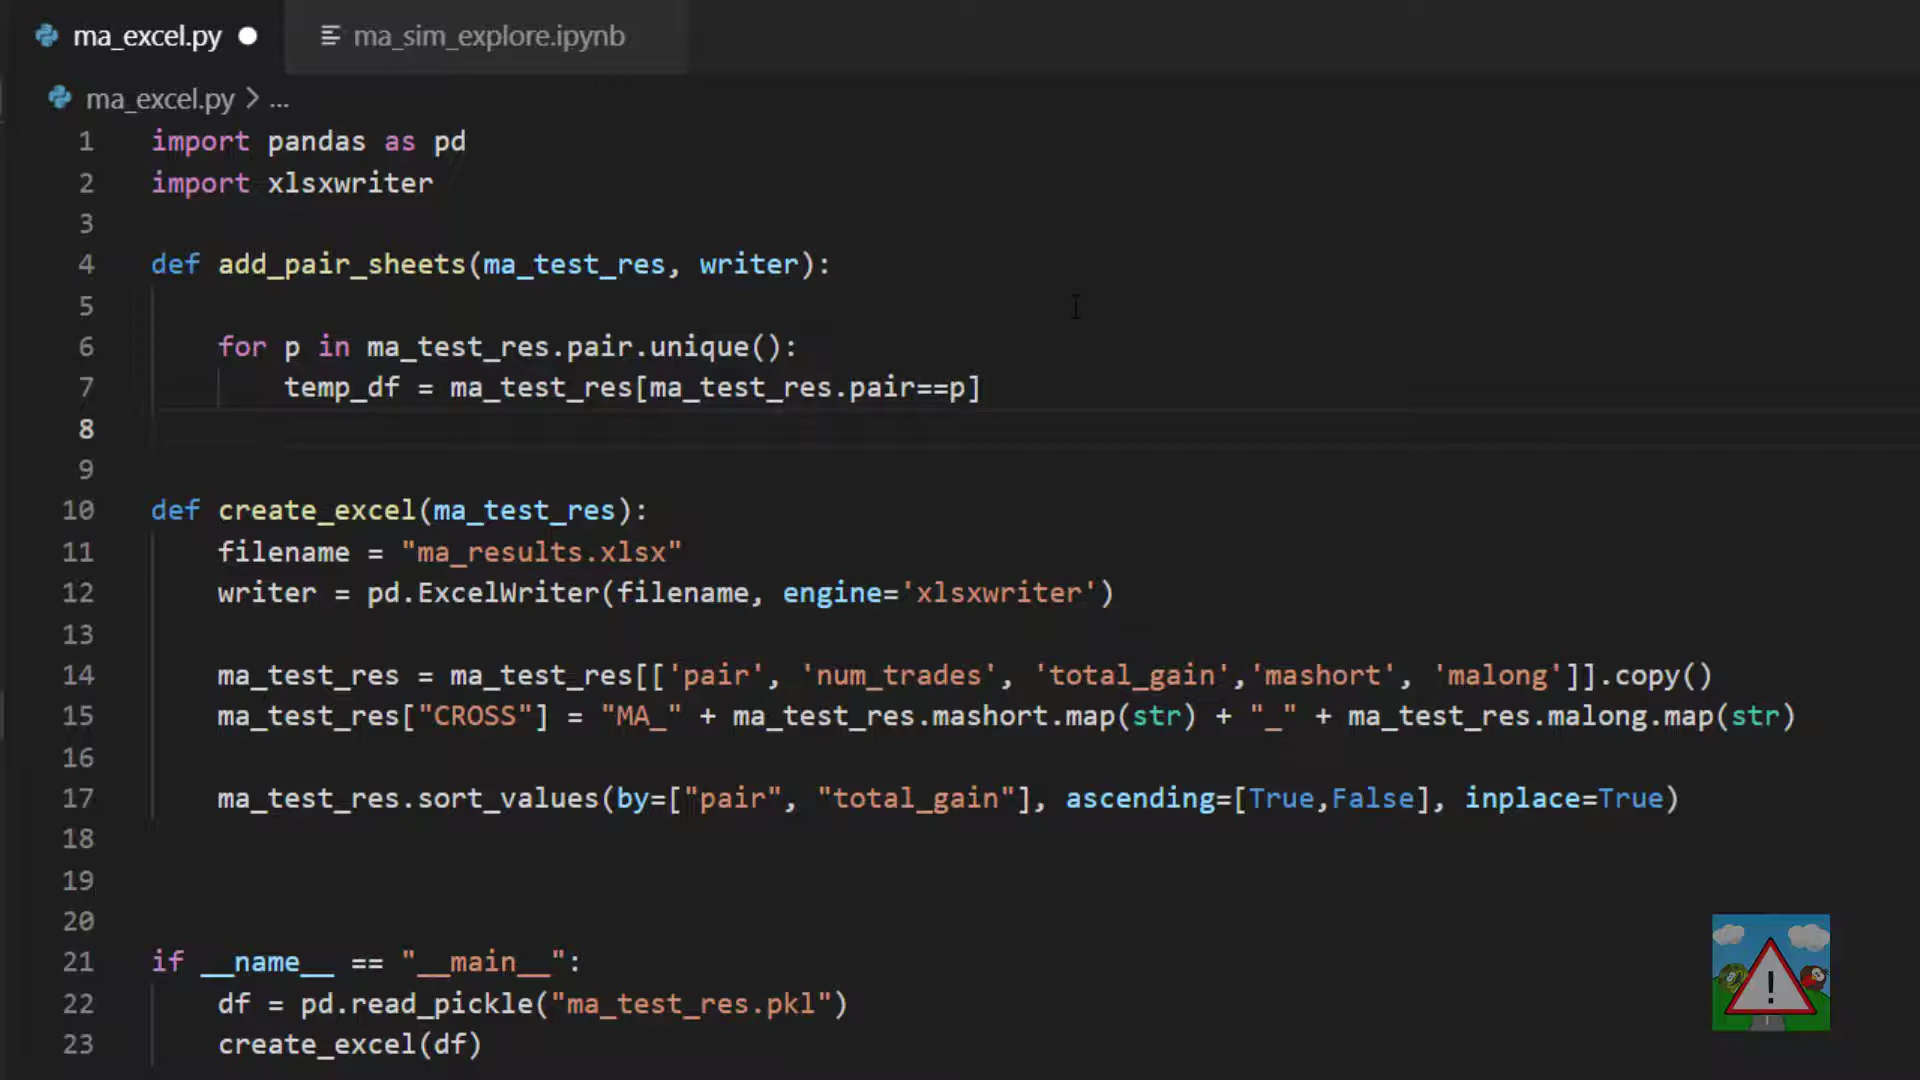 ma_excel.py ma_sim_explore.ipynb
ma_excel.py > ...
1 import pandas as pd
2 import xlsxwriter
3
4 def add_pair_sheets(ma_test_res, writer):
5
6 for p in ma_test_res.pair.unique():
7 temp_df = ma_test_res[ma_test_res.pair==p]
8
9
10 def create_excel(ma_test_res):
11 filename = "ma_results.xlsx"
12 writer = pd.ExcelWriter(filename, engine='xlsxwriter')
13
14 ma_test_res = ma_test_res[['pair', 'num_trades', 'total_gain','mashort', 'malong']].copy()
15 ma_test_res["CROSS"] = "MA_" + ma_test_res.mashort.map(str) + "_" + ma_test_res.malong.map(str)
16
17 ma_test_res.sort_values(by=["pair", "total_gain"], ascending=[True,False], inplace=True)
18
19
20
21 if __name__ == "__main__":
22 df = pd.read_pickle("ma_test_res.pkl")
23 create_excel(df)
!